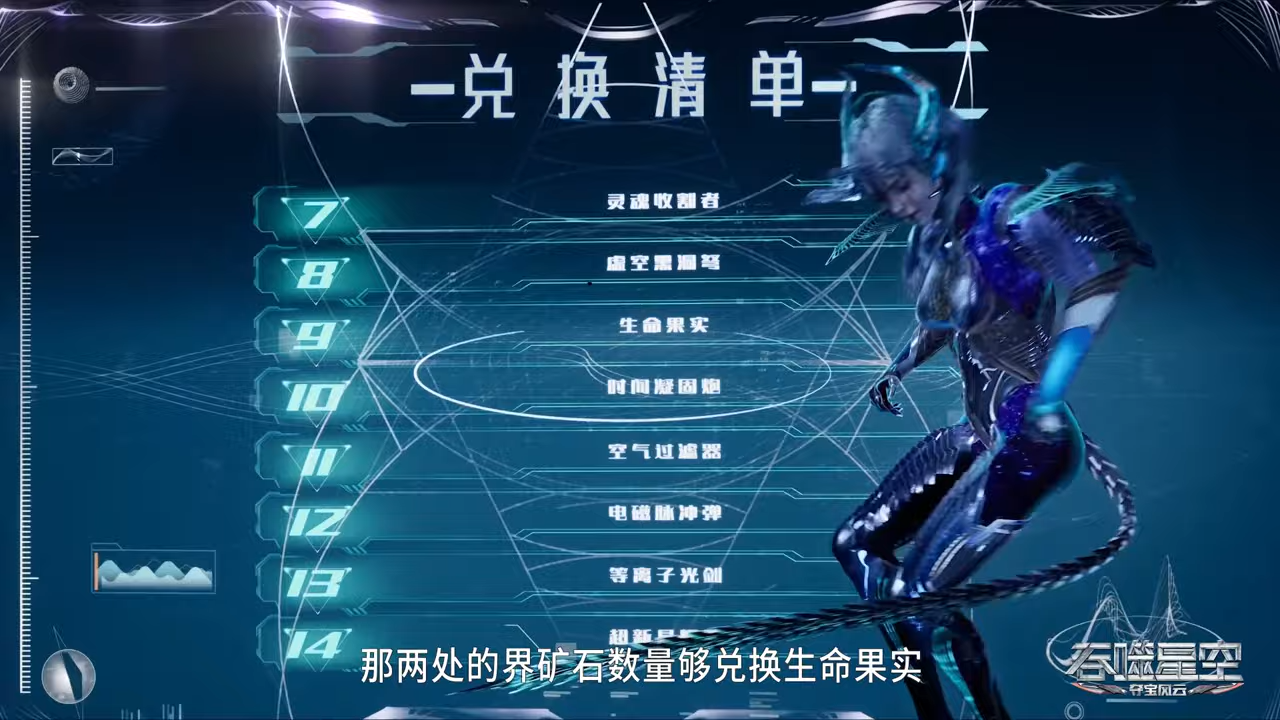 兑换清单
7 灵魂收割者
8 虚空黑洞弩
9 生命果实
10 时间凝固炮
11 空气过滤器
12 电磁脉冲弹
13 等离子光剑
14 超新星
那两处的界矿石数量够兑换生命果实
吞噬星空
夺宝风云